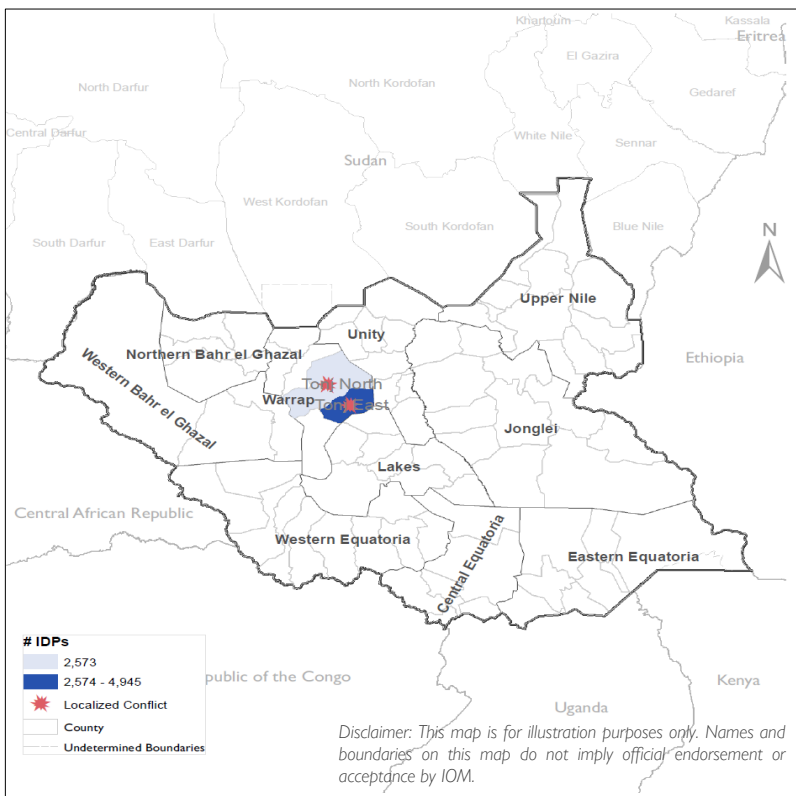 Khartoum
Kassala
Eritrea
El Gazira
North Darfur
North Kordofan
Gedaref
Central Darfur
White Nile
Sennar
Sudan
West Kordofan
South Kordofan
Blue Nile
South Darfur
East Darfur
N
Upper Nile
Unity
Northern Bahr el Ghazal
Ethiopia
Western Bahr el Ghazal
Tonj North
Warrap
Tonj East
Jonglei
Lakes
Central African Republic
Western Equatoria
Central Equatoria
Eastern Equatoria
# IDPs
2,573
2,574 - 4,945
Localized Conflict
County
Undetermined Boundaries
public of the Congo
Kenya
Uganda
Disclaimer: This map is for illustration purposes only. Names and
boundaries on this map do not imply official endorsement or
acceptance by IOM.